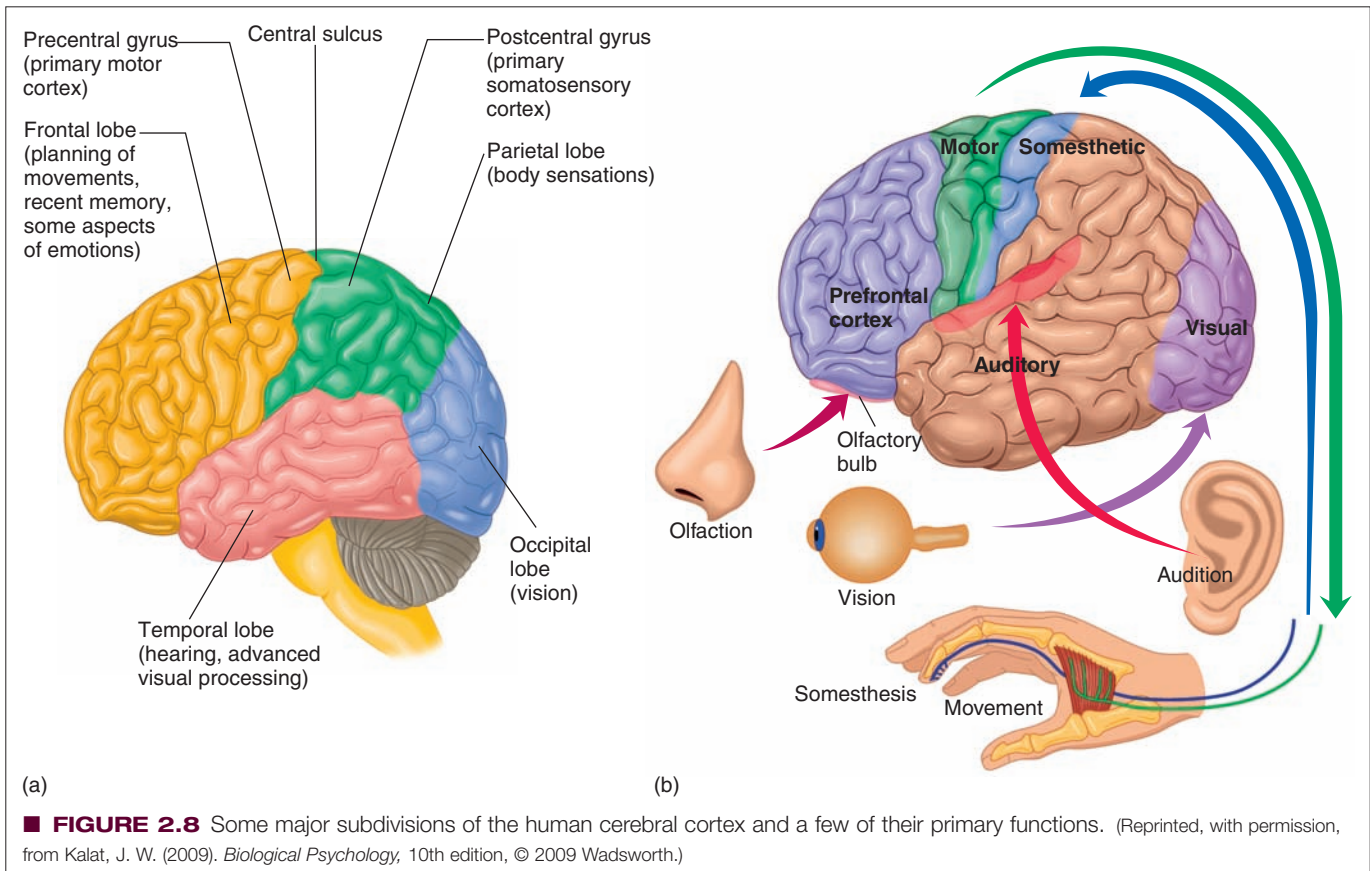 Precentral gyrus
(primary motor
cortex)
Central sulcus
Postcentral gyrus
(primary
somatosensory
cortex)
Frontal lobe
(planning of
movements,
recent memory,
some aspects
of emotions)
Parietal lobe
(body sensations)
Occipital
lobe
(vision)
Temporal lobe
(hearing, advanced
visual processing)
(a)
Motor
Somesthetic
Prefrontal
cortex
Visual
Auditory
Olfactory
bulb
Olfaction
Vision
Audition
Somesthesis
Movement
(b)
■ FIGURE 2.8 Some major subdivisions of the human cerebral cortex and a few of their primary functions. (Reprinted, with permission,
from Kalat, J. W. (2009). Biological Psychology, 10th edition, © 2009 Wadsworth.)